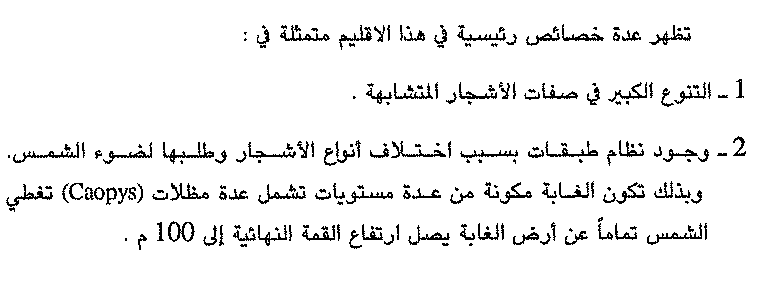 تظهر عدة خصائص رئيسية في هذا الاقليم متمثلة في :
1 ـ التنوع الكبير في صفات الأشجار المتشابهة .
2 ـ وجود نظام طبقات بسبب اختلاف أنواع الأشجار وطلبها لضوء الشمس.
وبذلك تكون الغابة مكونة من عدة مستويات تشمل عدة مظلات (Caopys) تغطي
الشمس تماماً عن أرض الغابة يصل ارتفاع القمة النهائية إلى 100 م .